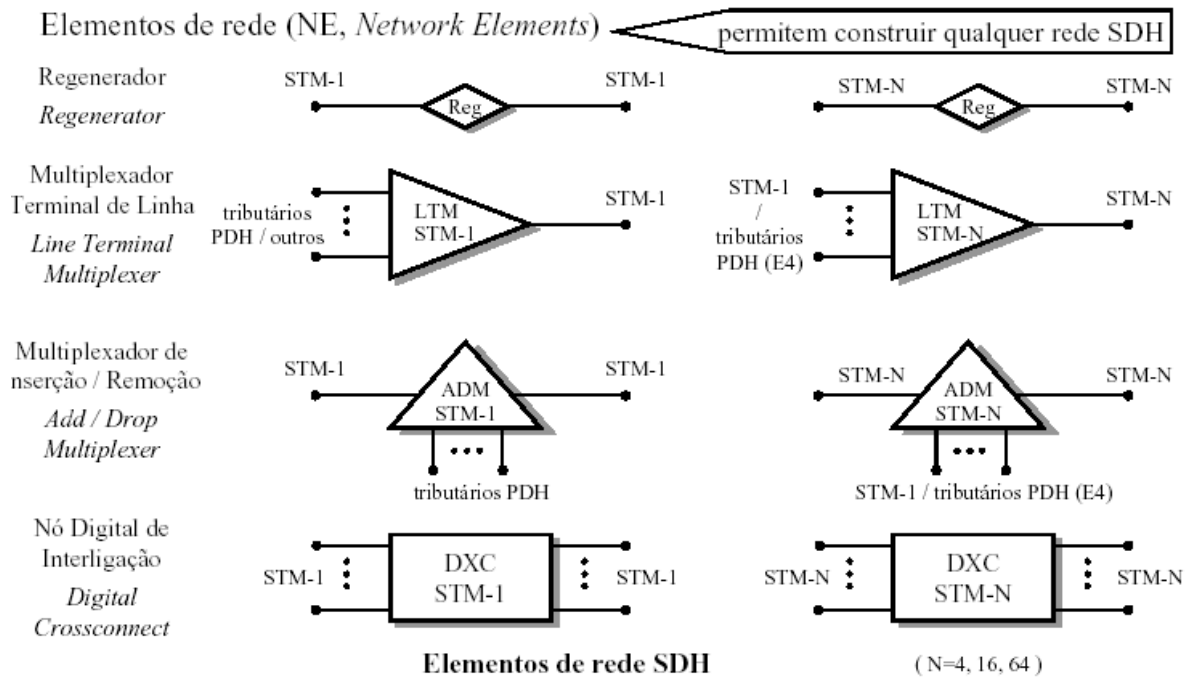 Elementos de rede (NE, Network Elements)
permitem construir qualquer rede SDH
Regenerador
Regenerator
STM-1
Reg
STM-1
STM-N
Reg
STM-N
Multiplexador
Terminal de Linha
Line Terminal
Multiplexer
tributários
PDH / outros
LTM
STM-1
STM-1
STM-1
/
tributários
PDH (E4)
LTM
STM-N
STM-N
Multiplexador de
nserção / Remoção
Add / Drop
Multiplexer
STM-1
ADM
STM-1
STM-1
tributários PDH
STM-N
ADM
STM-N
STM-N
STM-1 / tributários PDH (E4)
Nó Digital de
Interligação
Digital
Crossconnect
STM-1
DXC
STM-1
STM-1
STM-N
DXC
STM-N
STM-N
Elementos de rede SDH
( N=4, 16, 64 )